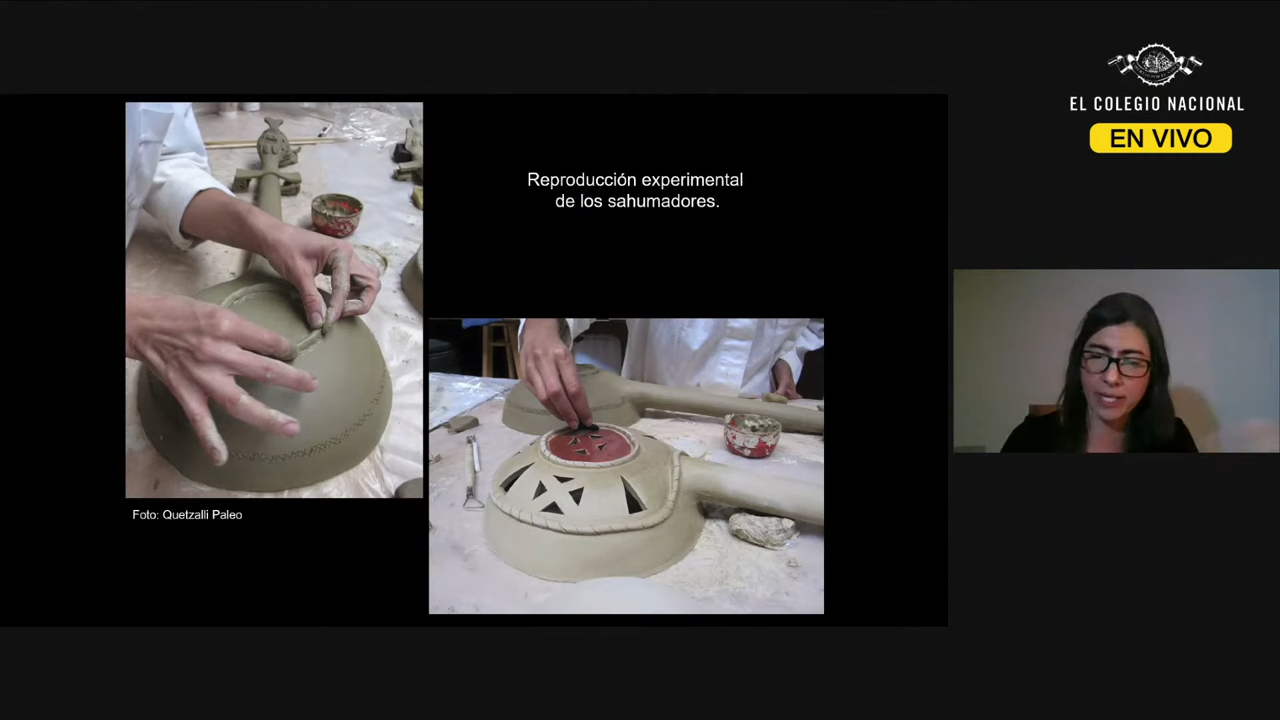 EL COLEGIO NACIONAL
EN VIVO
Reproducción experimental
de los sahumadores.
Foto: Quetzalli Paleo